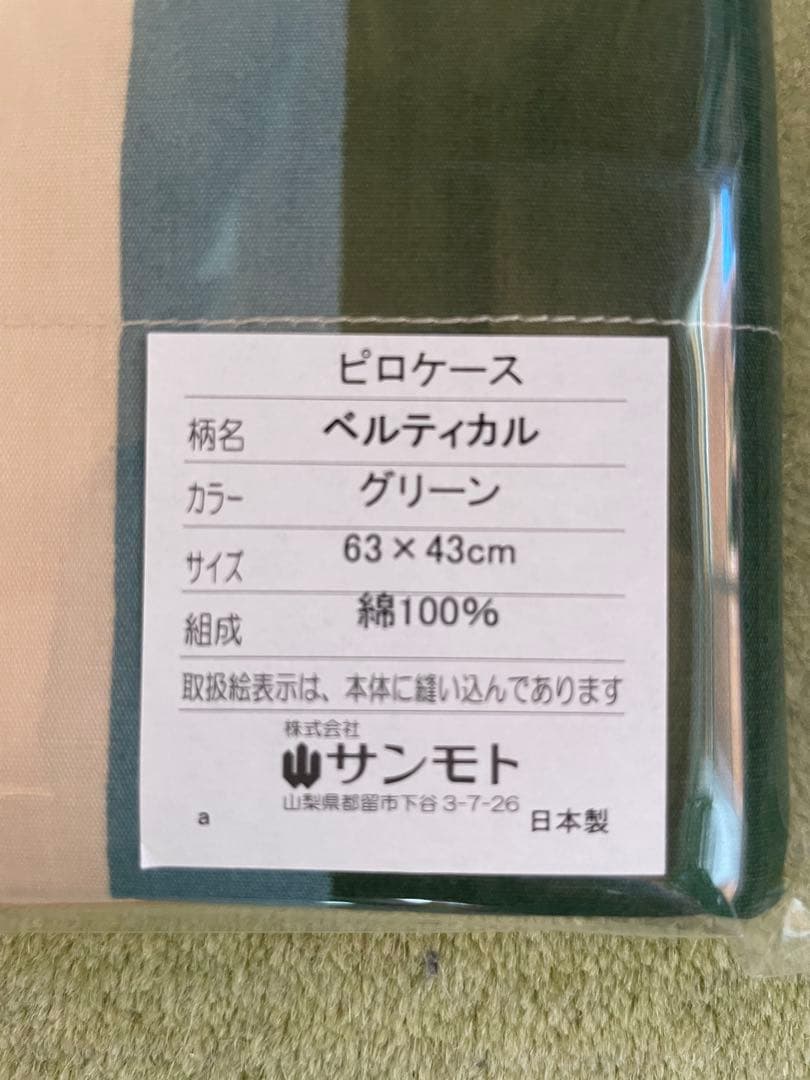 ピロケース
柄名 ベルティカル
カラー グリーン
サイズ 63×43cm
組成 綿100%
取扱絵表示は、本体に縫い込んであります
株式会社
サンモト
山梨県都留市下谷3-7-26
a 日本製